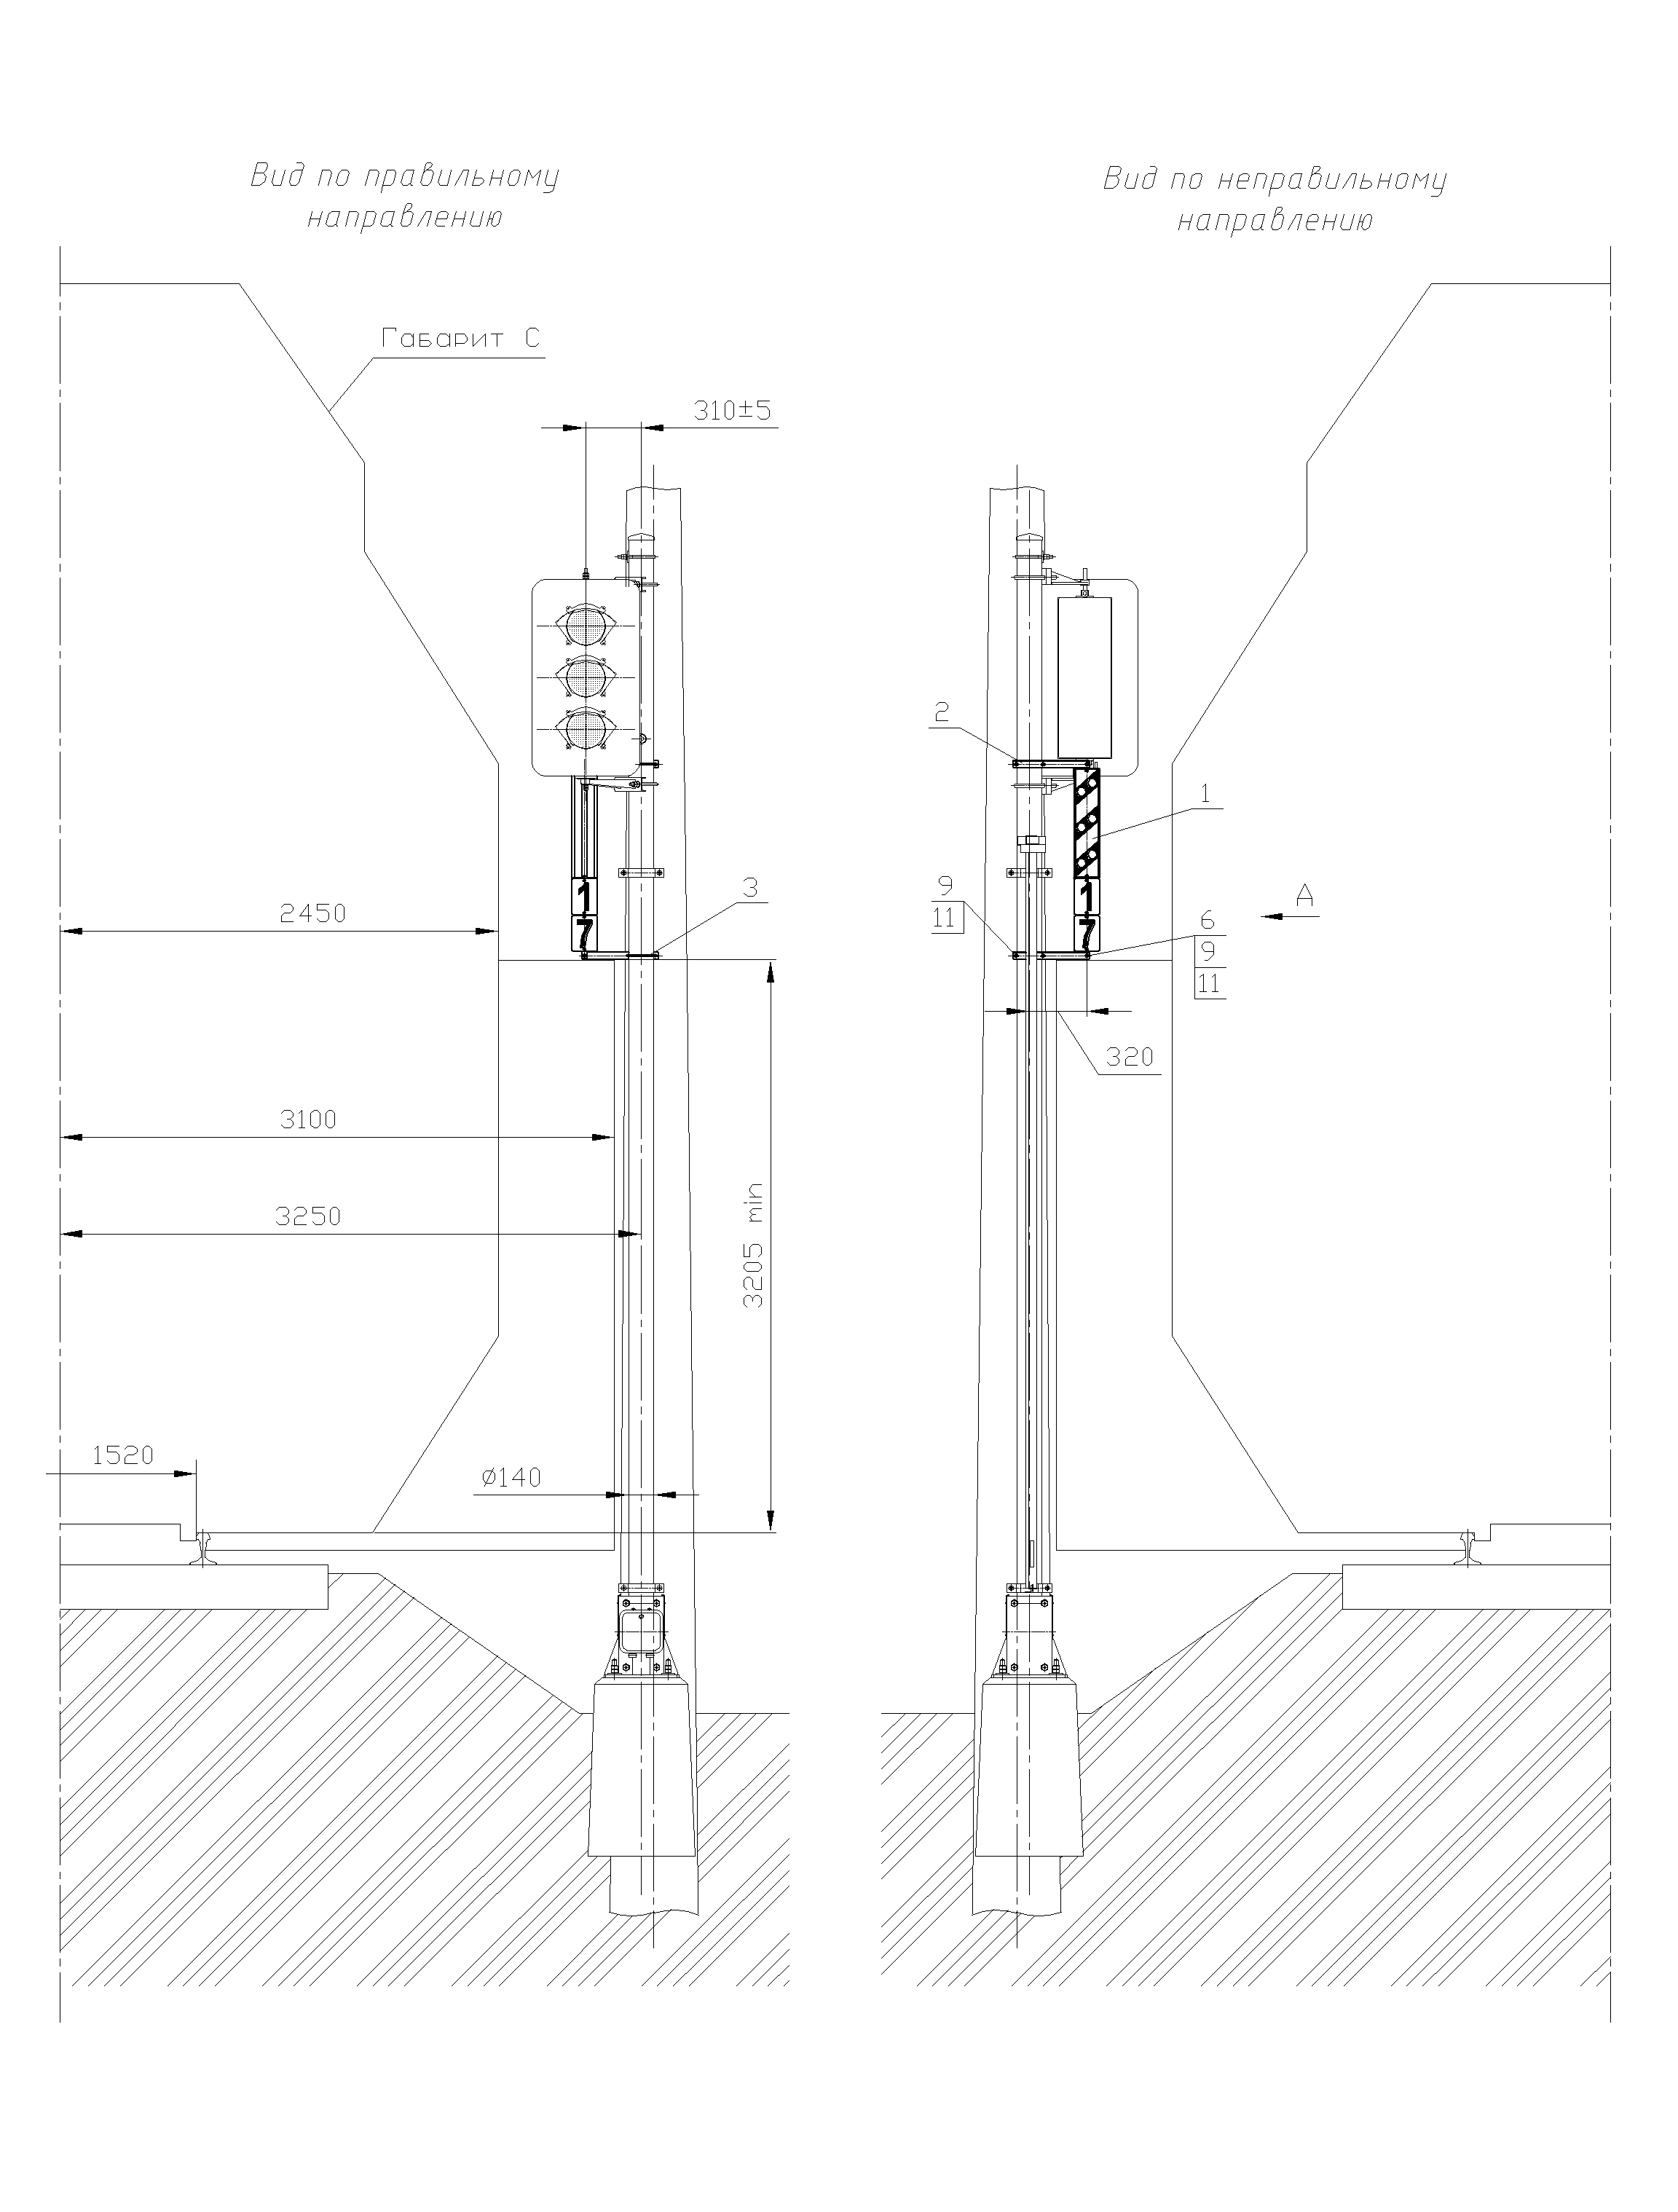 Вид по правильному
направлению
Вид по неправильному
направлению
Габарит С
310±5
2
1
1
7
3
2450
9
11
1
7
А
6
9
11
320
3100
3250
3205 min
1520
Ø140